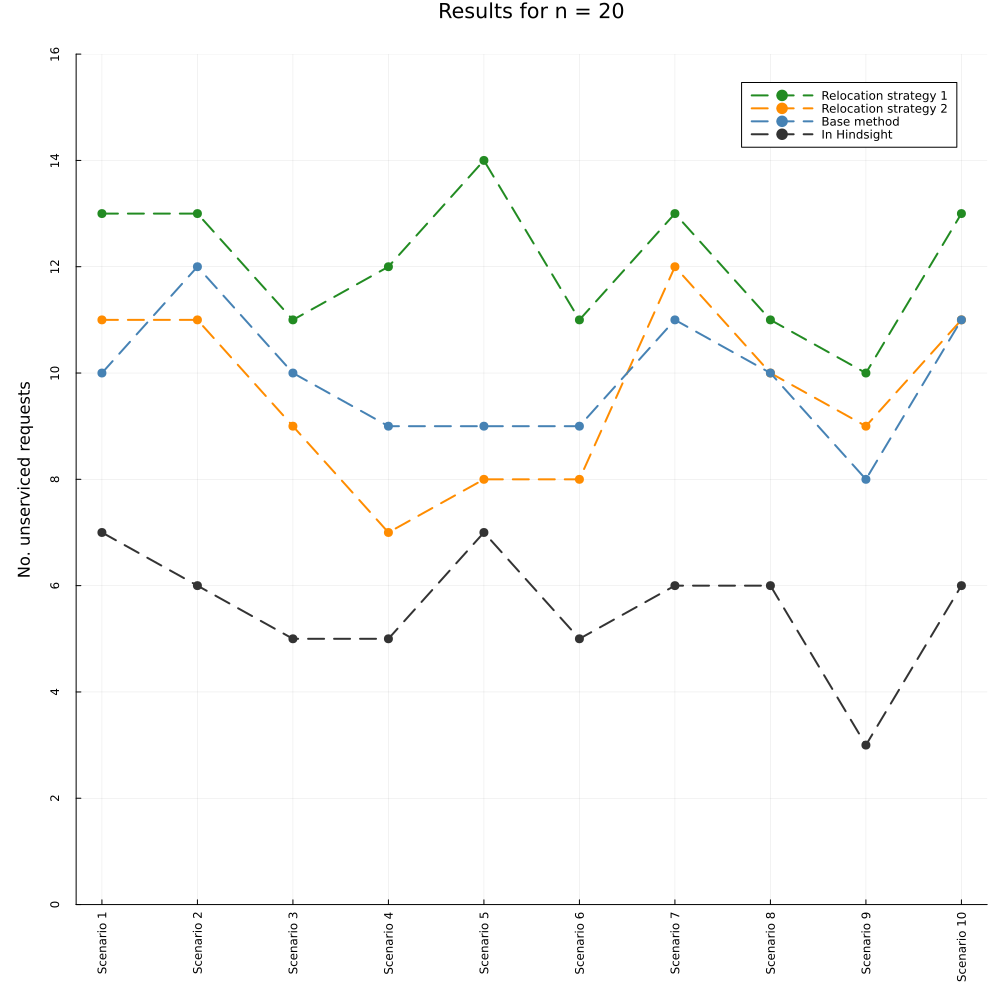 Results for n = 20
Relocation strategy 1
Relocation strategy 2
Base method
In Hindsight
No. unserviced requests
16
14
12
10
8
6
4
2
0
Scenario 1
Scenario 2
Scenario 3
Scenario 4
Scenario 5
Scenario 6
Scenario 7
Scenario 8
Scenario 9
Scenario 10